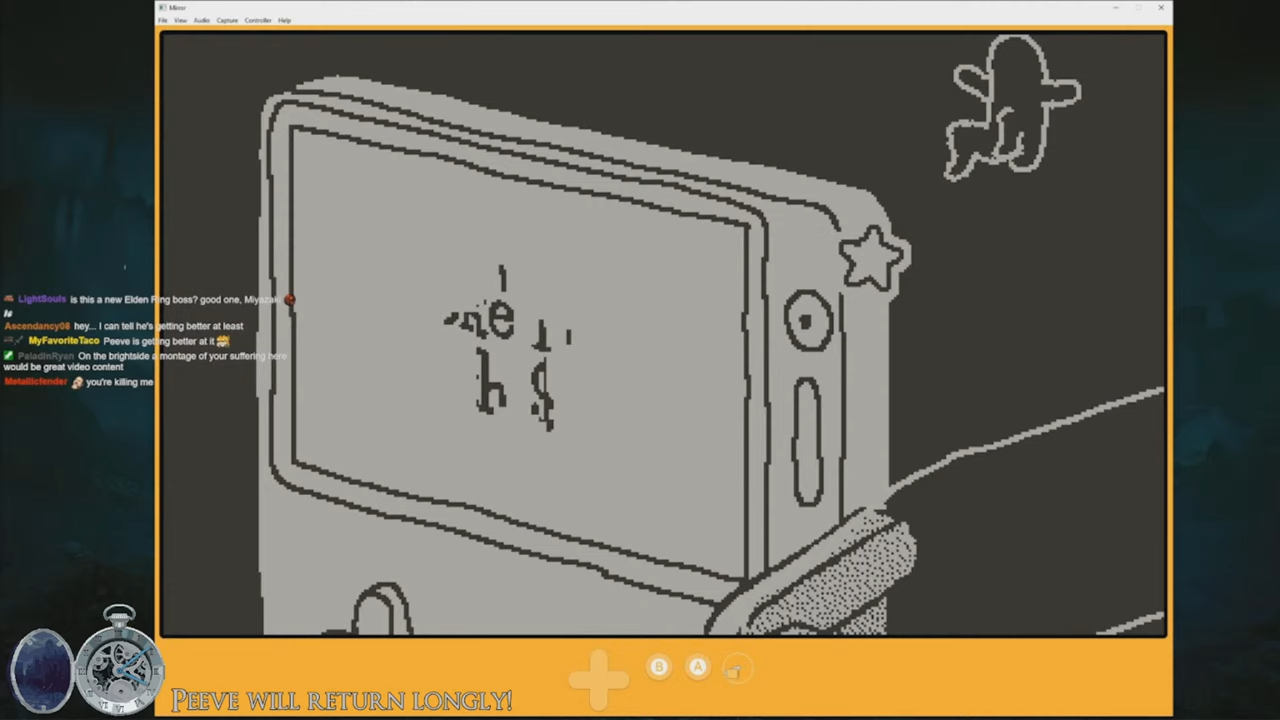 Mirror
File View Audio Capture Controller Help
LightSouls is this a new Elden Ring boss? good one, Miyazaki
Ascendancy08 hey... I can tell he's getting better at least
MyFavoriteTaco Peeve is getting better at it
PaladinRyan On the brightside a montage of your suffering here
would be great video content
Metallicfender you're killing me
B A
PEEVE WILL RETURN LONGLY!